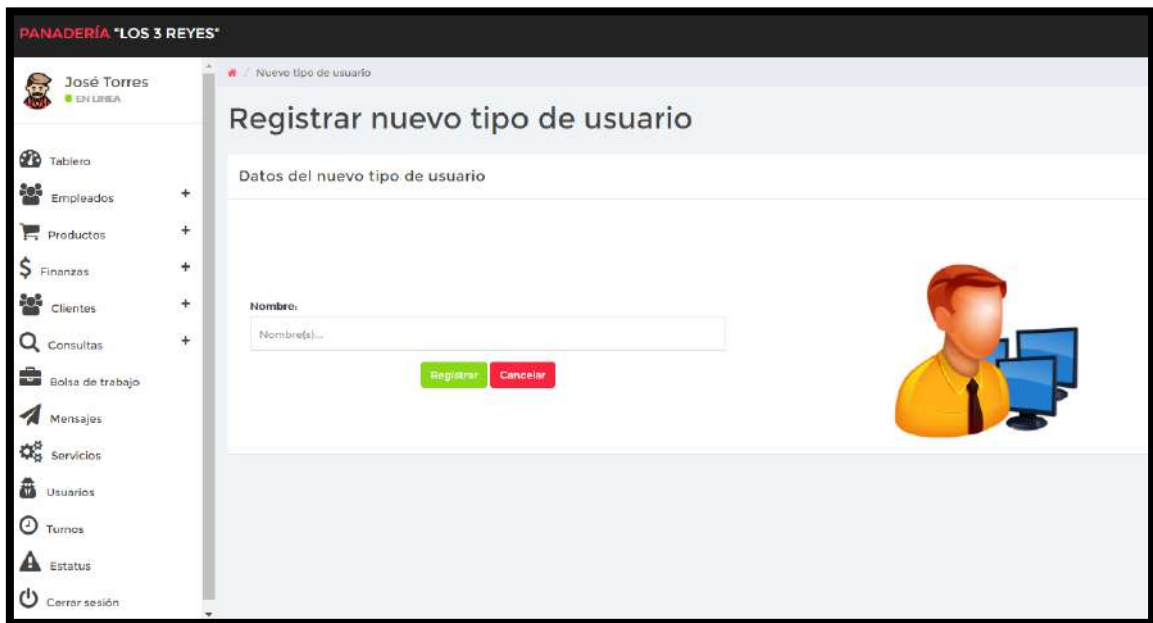 PANADERÍA "LOS 3 REYES"
José Torres
EN LINEA
Tablero
Empleados +
Productos +
Finanzas +
Clientes +
Consultas +
Bolsa de trabajo
Mensajes
Servicios
Usuarios
Turnos
Estatus
Cerrar sesión
/ Nuevo tipo de usuario
Registrar nuevo tipo de usuario
Datos del nuevo tipo de usuario
Nombre:
Nombre(s)...
Registrar Cancelar